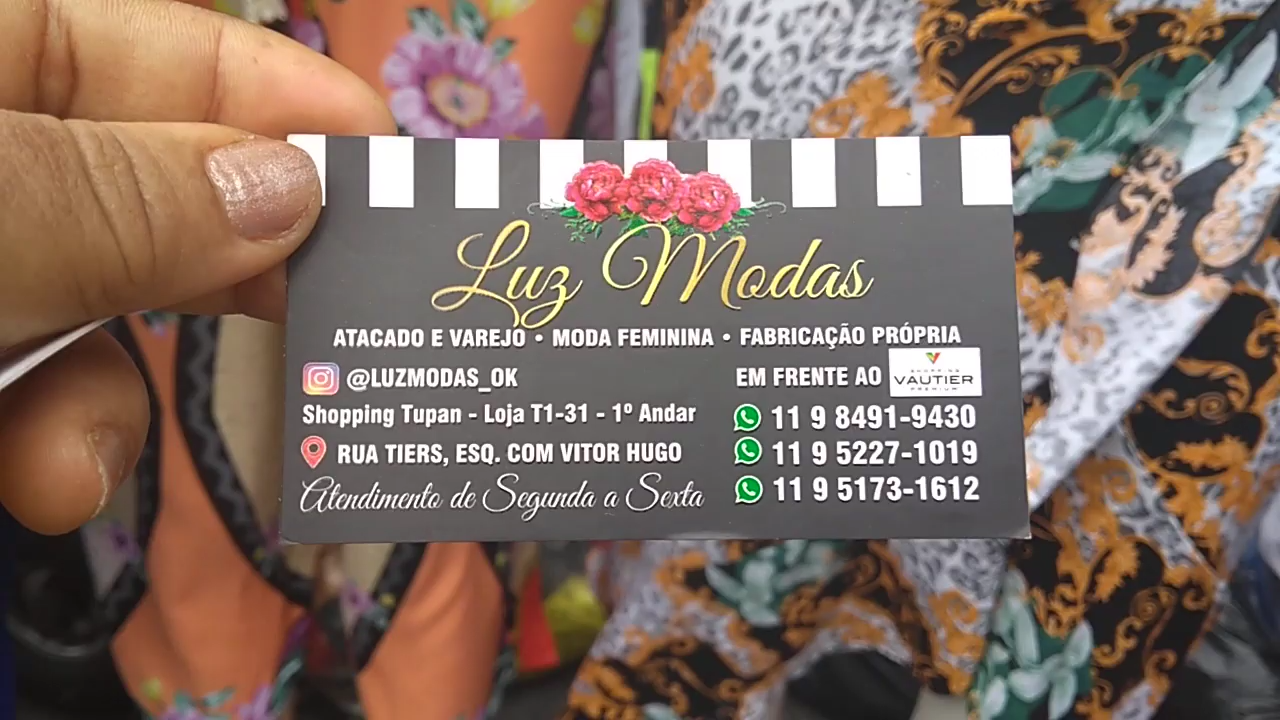 Luz Modas
ATACADO E VAREJO • MODA FEMININA • FABRICAÇÃO PRÓPRIA
@LUZMODAS_OK
Shopping Tupan - Loja T1-31 - 1º Andar
RUA TIERS, ESQ. COM VITOR HUGO
Atendimento de Segunda a Sexta
EM FRENTE AO
SHOPPING
VAUTIER
PREMIUM
11 9 8491-9430
11 9 5227-1019
11 9 5173-1612